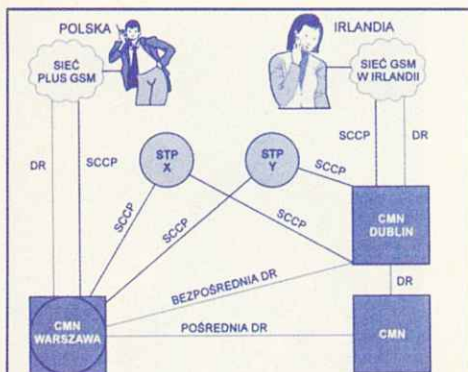 POLSKA
IRLANDIA
SIEĆ
PLUS GSM
SIEĆ GSM
W IRLANDII
DR
SCCP
SCCP
DR
STP
X
STP
Y
SCCP
SCCP
SCCP
SCCP
CMN
DUBLIN
BEZPOŚREDNIA DR
DR
CMN
WARSZAWA
POŚREDNIA DR
CMN